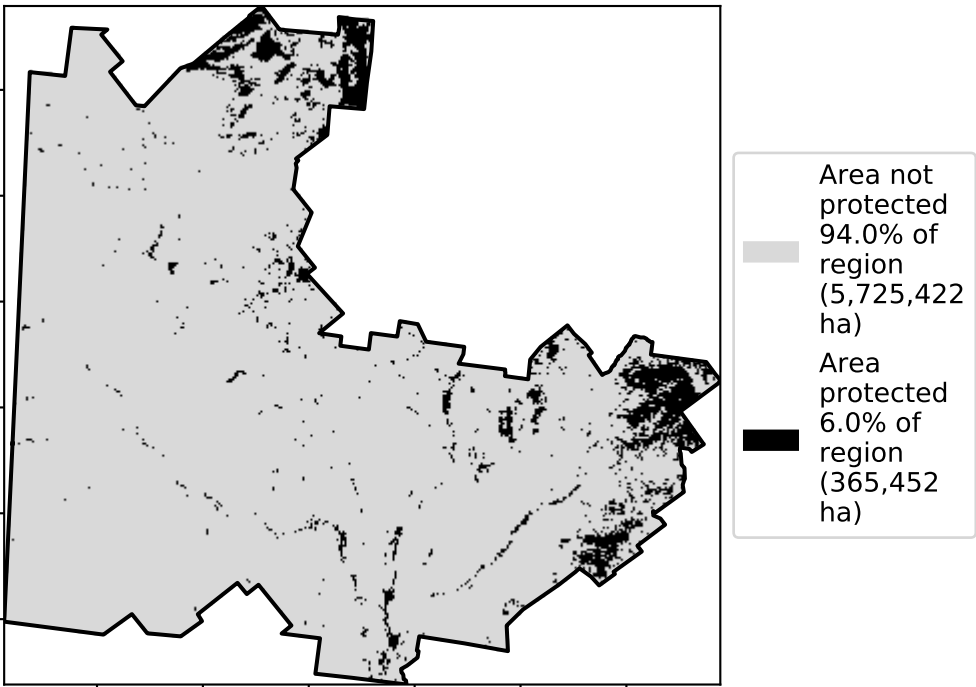 Area not
protected
94.0% of
region
(5,725,422
ha)
Area
protected
6.0% of
region
(365,452
ha)